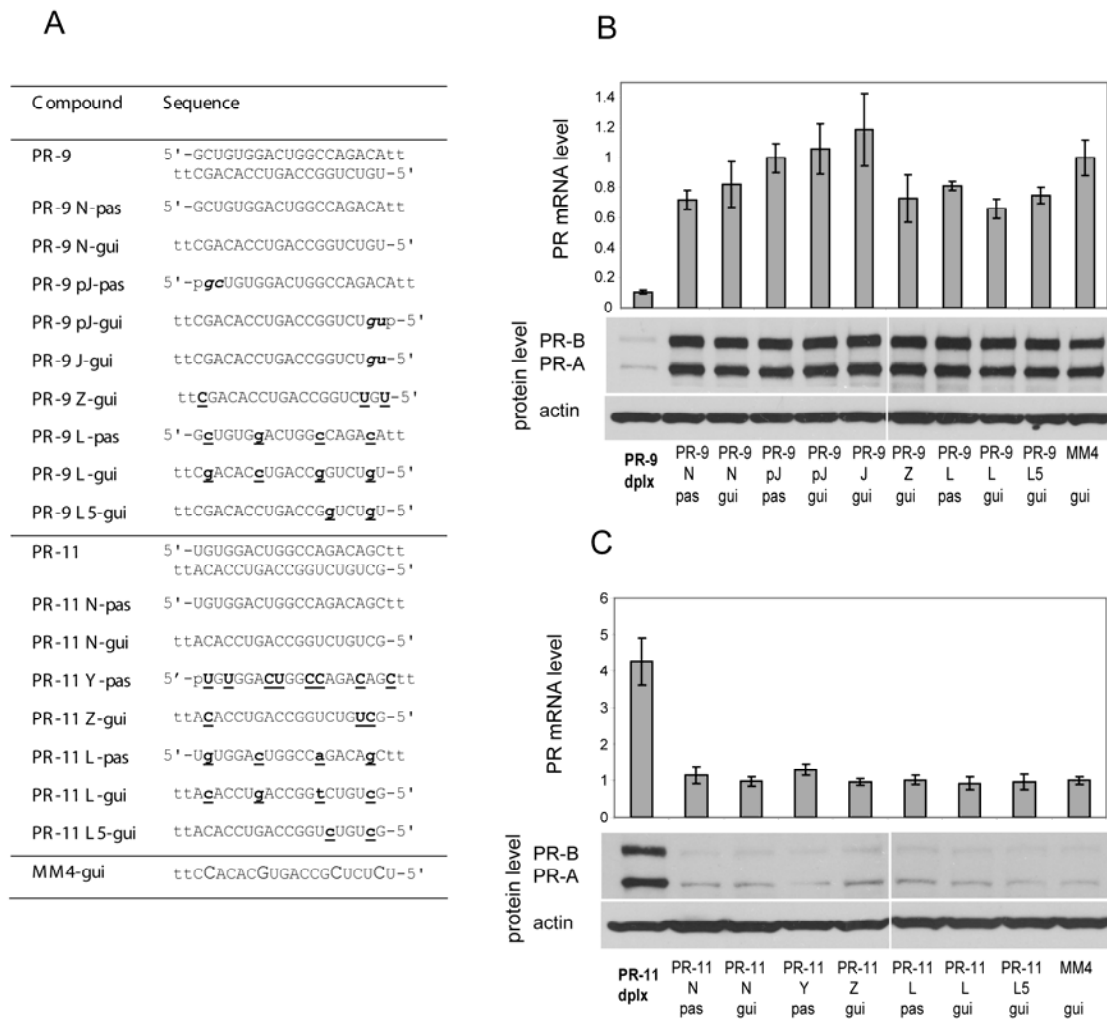 A
Compound Sequence
PR-9 5'-GCUGUGGACUGGCCAGACAtt
ttCGACACCUGACCGGUCUGU-5'
PR-9 N-pas 5'-GCUGUGGACUGGCCAGACAtt
PR-9 N-gui ttCGACACCUGACCGGUCUGU-5'
PR-9 pJ-pas 5'-pgcUGUGGACUGGCCAGACAtt
PR-9 pJ-gui ttCGACACCUGACCGGUCUgup-5'
PR-9 J-gui ttCGACACCUGACCGGUCUgu-5'
PR-9 Z-gui ttCGACACCUGACCGGUCUGU-5'
PR-9 L-pas 5'-GcUGUGgACUGGcCAGAcAtt
PR-9 L-gui ttCgACACcUGACCgGUCUgU-5'
PR-9 L5-gui ttCGACACCUGACCGgUCUgU-5'
PR-11 5'-UGUGGACUGGCCAGACAGCtt
ttACACCUGACCGGUCUGUCG-5'
PR-11 N-pas 5'-UGUGGACUGGCCAGACAGCtt
PR-11 N-gui ttACACCUGACCGGUCUGUCG-5'
PR-11 Y-pas 5'-pUGUGGACUGGCCAGACAGCtt
PR-11 Z-gui ttACACCUGACCGGUCUGUCG-5'
PR-11 L-pas 5'-UgUGGAcUGGCCaGACAgCtt
PR-11 L-gui ttAcACCUgACCGGtCUGUcG-5'
PR-11 L5-gui ttACACCUGACCGGUcUGUcG-5'
MM4-gui ttCCACACGUGACCGCUCUCU-5'
B
PR mRNA level
1.4
1.2
1
0.8
0.6
0.4
0.2
0
protein level
PR-B
PR-A
actin
PR-9 dplx
PR-9 N pas
PR-9 N gui
PR-9 pJ pas
PR-9 pJ gui
PR-9 J gui
PR-9 Z gui
PR-9 L pas
PR-9 L gui
PR-9 L5 gui
MM4 gui
C
PR mRNA level
6
5
4
3
2
1
0
protein level
PR-B
PR-A
actin
PR-11 dplx
PR-11 N pas
PR-11 N gui
PR-11 Y pas
PR-11 Z gui
PR-11 L pas
PR-11 L gui
PR-11 L5 gui
MM4 gui